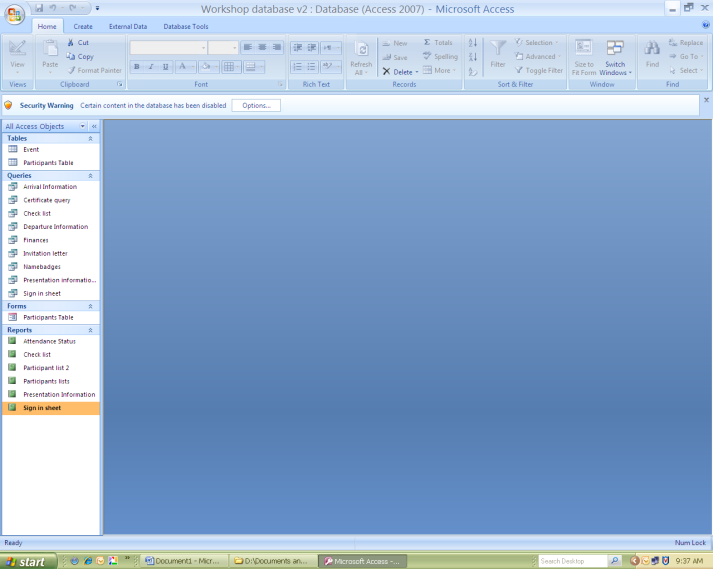 Workshop database v2 : Database (Access 2007) - Microsoft Access
Home Create External Data Database Tools
View
Views
Paste
Cut
Copy
Format Painter
Clipboard
B I U A
Font
Rich Text
Refresh
All
New
Save
Delete
Totals
Spelling
More
Records
Filter
Selection
Advanced
Toggle Filter
Sort & Filter
Size to
Fit Form
Switch
Windows
Window
Find
Replace
Go To
Select
Find
Security Warning Certain content in the database has been disabled Options...
All Access Objects
Tables
Event
Participants Table
Queries
Arrival Information
Certificate query
Check list
Departure Information
Finances
Invitation letter
Namebadges
Presentation informatio...
Sign in sheet
Forms
Participants Table
Reports
Attendance Status
Check list
Participant list 2
Participants lists
Presentation Information
Sign in sheet
Ready Num Lock
start Document1 - Micr... D:\Documents an... Microsoft Access -... Search Desktop 9:37 AM